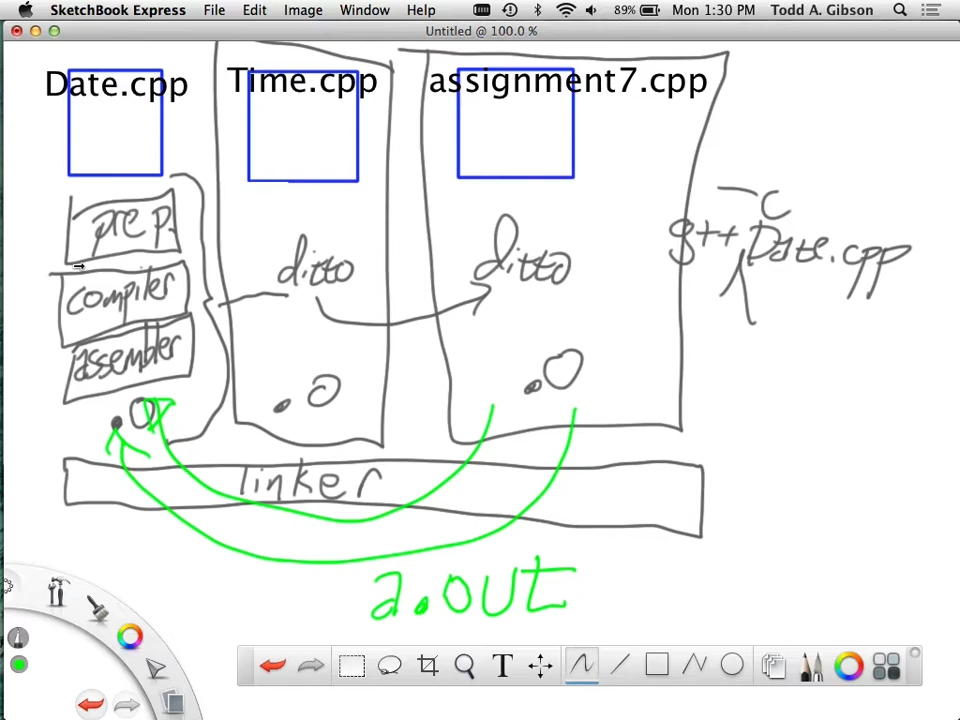 SketchBook Express File Edit Image Window Help 89% Mon 1:30 PM Todd A. Gibson
Untitled @ 100.0 %
Date.cpp Time.cpp assignment7.cpp
prep.
compiler
assembler
.o
ditto
.o
ditto
.o
-c
g++ Date.cpp
linker
a.out
T